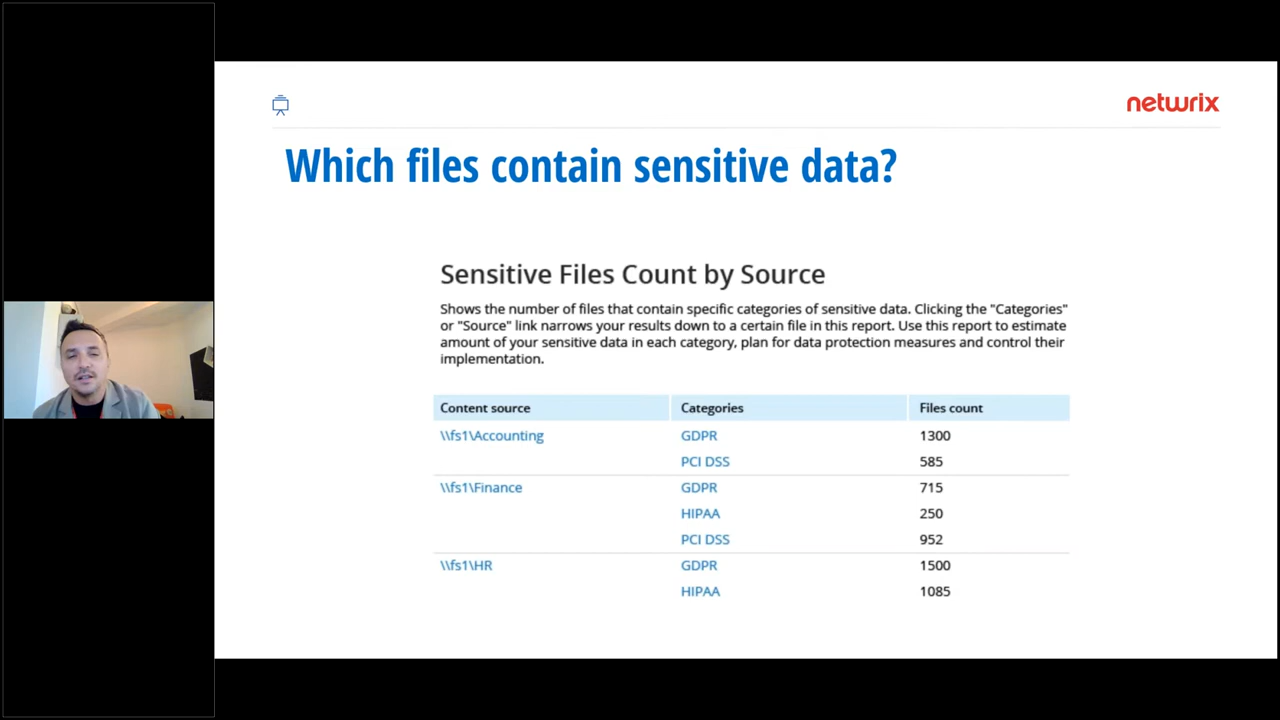 netwrix
Which files contain sensitive data?
Sensitive Files Count by Source
Shows the number of files that contain specific categories of sensitive data. Clicking the "Categories"
or "Source" link narrows your results down to a certain file in this report. Use this report to estimate
amount of your sensitive data in each category, plan for data protection measures and control their
implementation.
Content source Categories Files count
\\fs1\Accounting GDPR 1300
PCI DSS 585
\\fs1\Finance GDPR 715
HIPAA 250
PCI DSS 952
\\fs1\HR GDPR 1500
HIPAA 1085